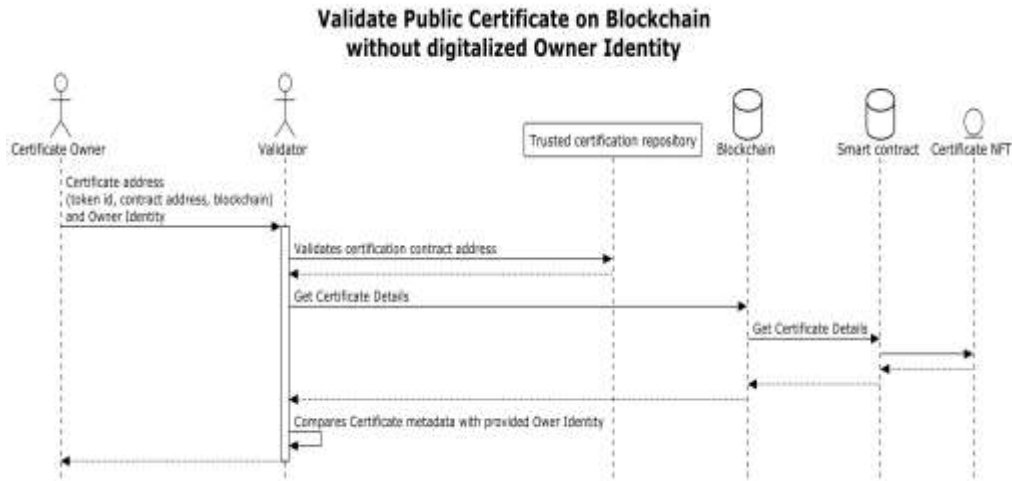 Validate Public Certificate on Blockchain
without digitalized Owner Identity
Certificate Owner
Validator
Trusted certification repository
Blockchain
Smart contract
Certificate NFT
Certificate address
(token id, contract address, blockchain)
and Owner Identity
Validates certification contract address
Get Certificate Details
Get Certificate Details
Compares Certificate metadata with provided Ower Identity